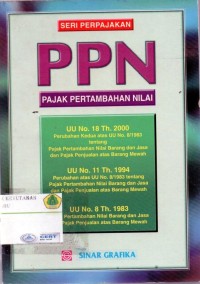 SERI PERPAJAKAN
PPN
PAJAK PERTAMBAHAN NILAI
UU No. 18 Th. 2000
Perubahan Kedua atas UU No. 8/1983
tentang
Pajak Pertambahan Nilai Barang dan Jasa
dan Pajak Penjualan atas Barang Mewah
UU No. 11 Th. 1994
Perubahan atas UU No. 8/1983 tentang
Pajak Pertambahan Nilai Barang dan Jasa
dan Pajak Penjualan atas Barang Mewah
UU No. 8 Th. 1983
Pertambahan Nilai Barang dan Jasa
Pajak Penjualan atas Barang Mewah
SINAR GRAFIKA